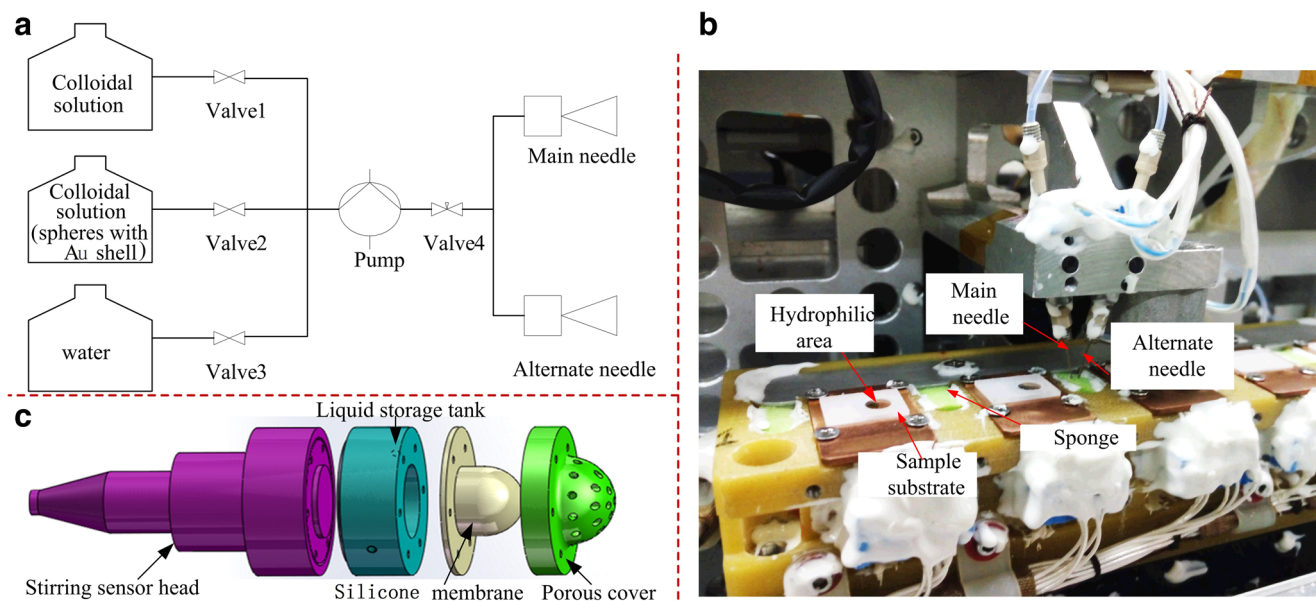 a
Colloidal
solution
Valve1
Colloidal
solution
(spheres with
Au shell)
Valve2
water
Valve3
Pump
Valve4
Main needle
Alternate needle
b
Hydrophilic
area
Main
needle
Alternate
needle
Sponge
Sample
substrate
c
Liquid storage tank
Stirring sensor head
Silicone membrane
Porous cover